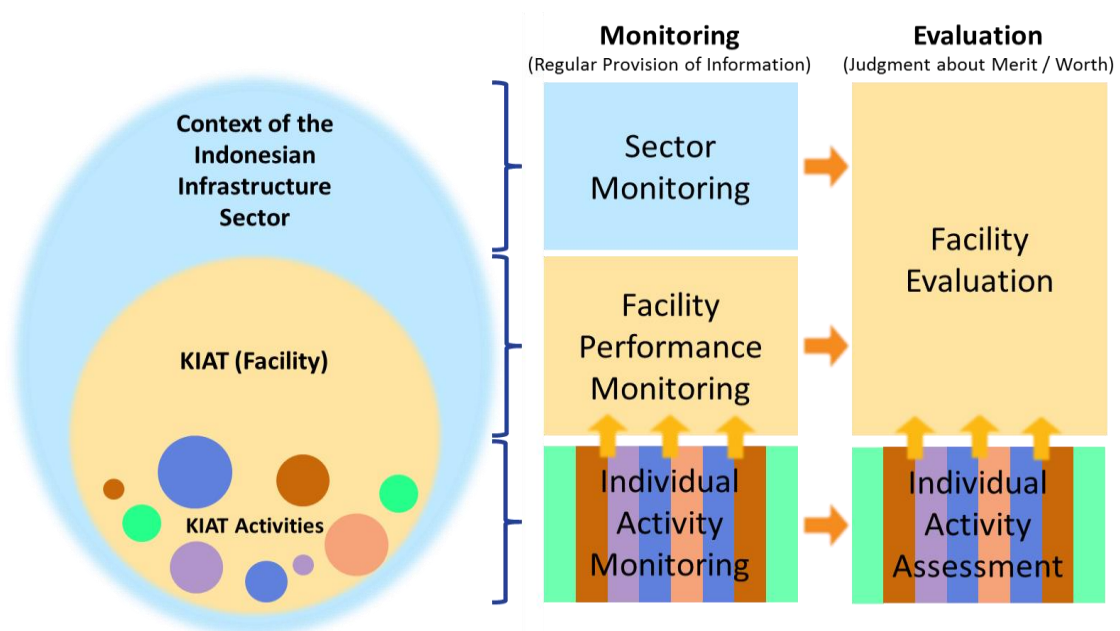 Context of the
Indonesian
Infrastructure
Sector
KIAT (Facility)
KIAT Activities
Monitoring
(Regular Provision of Information)
Sector
Monitoring
Facility
Performance
Monitoring
Individual
Activity
Monitoring
Evaluation
(Judgment about Merit / Worth)
Facility
Evaluation
Individual
Activity
Assessment